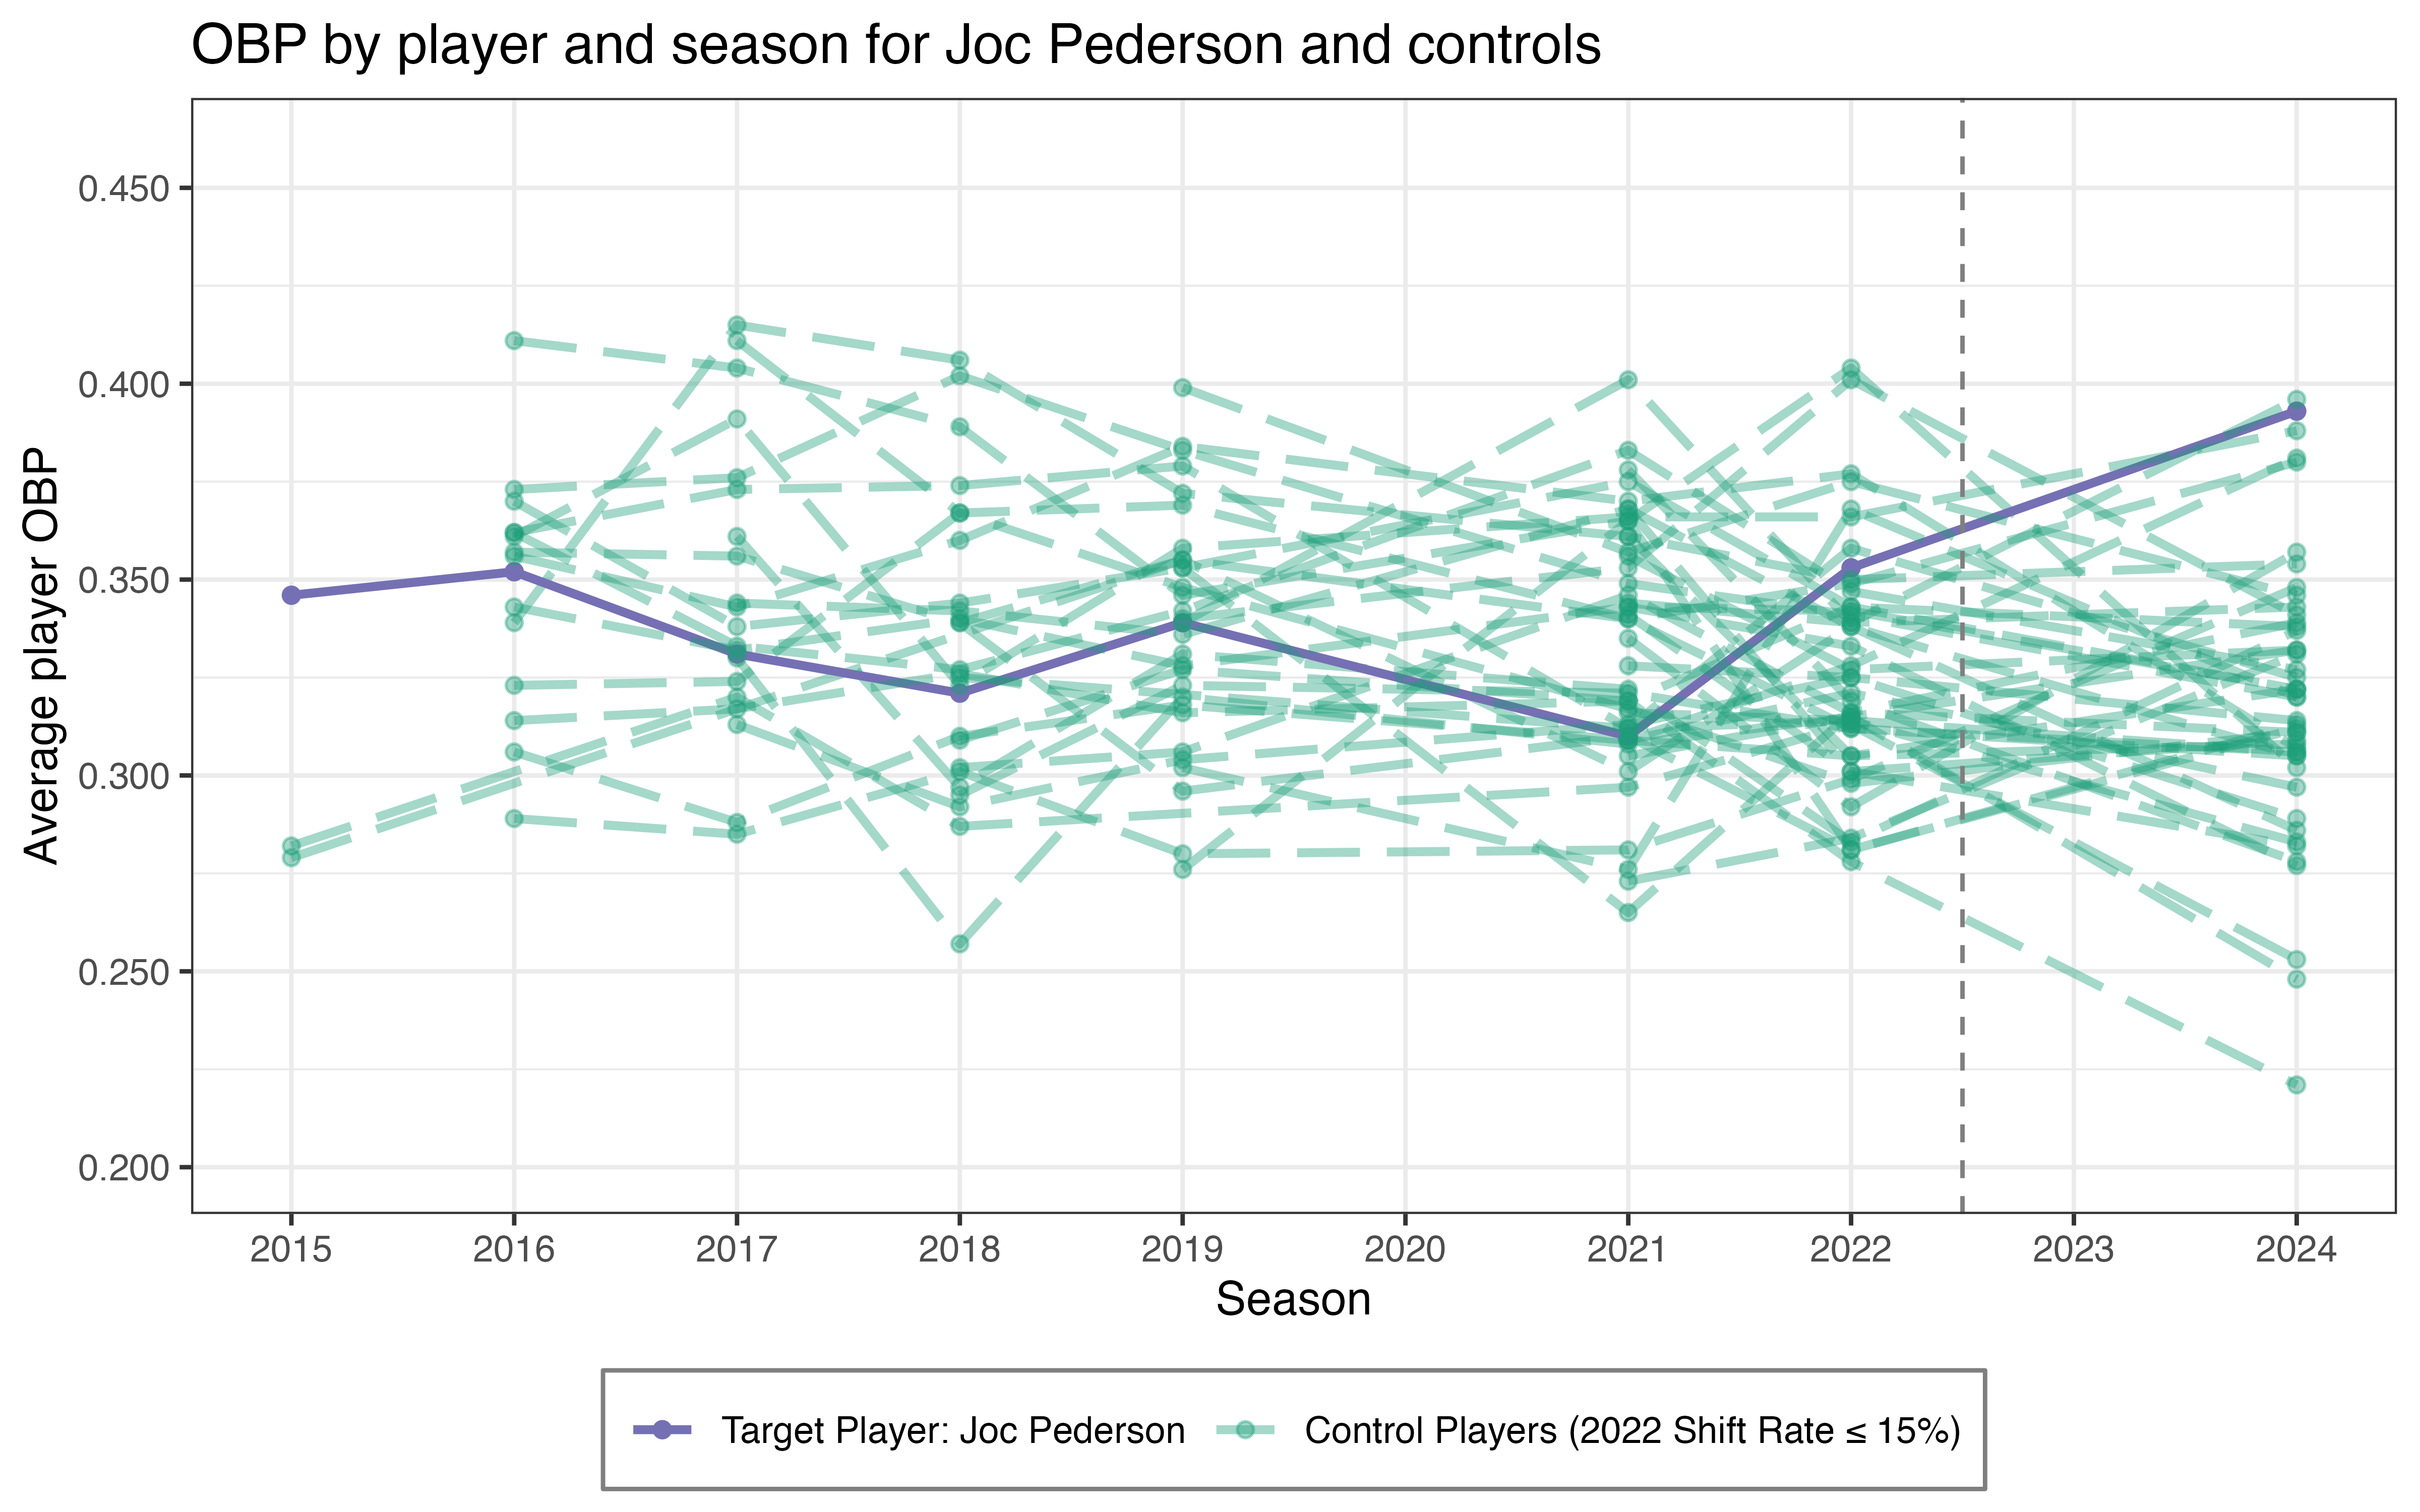 OBP by player and season for Joc Pederson and controls
Average player OBP
0.450
0.400
0.350
0.300
0.250
0.200
2015 2016 2017 2018 2019 2020 2021 2022 2023 2024
Season
Target Player: Joc Pederson Control Players (2022 Shift Rate ≤ 15%)